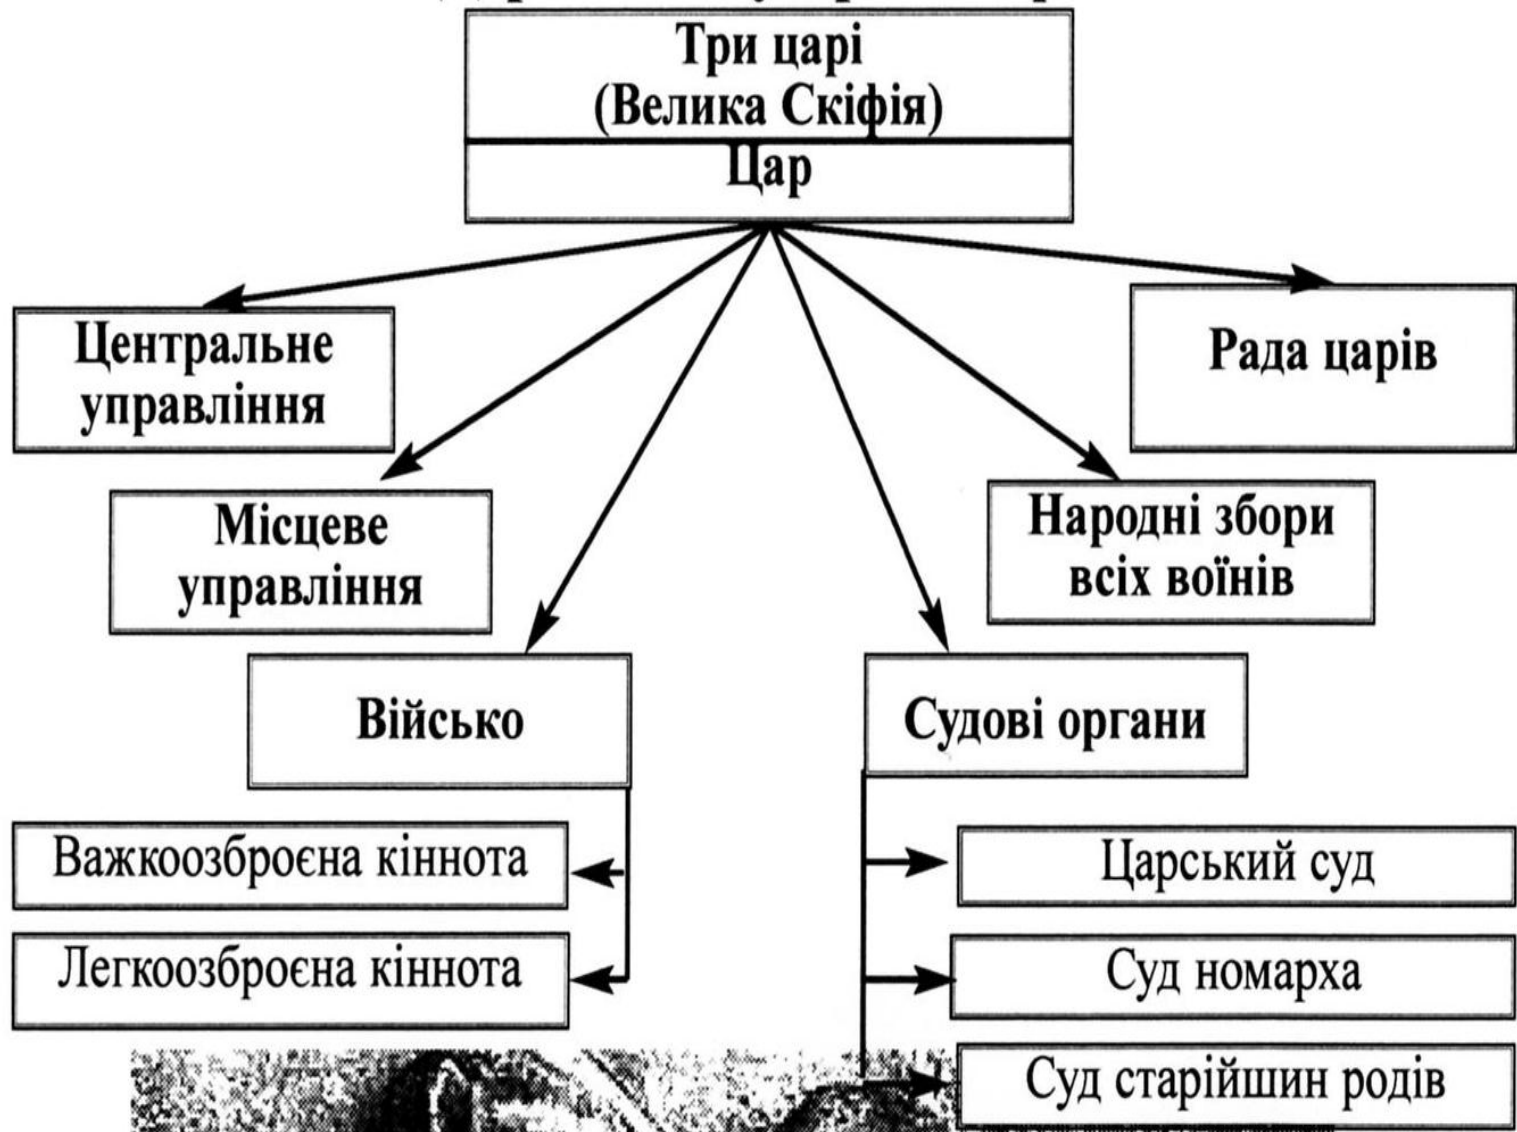 Три царі
(Велика Скіфія)
Цар
Центральне
управління
Рада царів
Місцеве
управління
Народні збори
всіх воїнів
Військо
Судові органи
Важкоозброєна кіннота
Царський суд
Легкоозброєна кіннота
Суд номарха
Суд старійшин родів